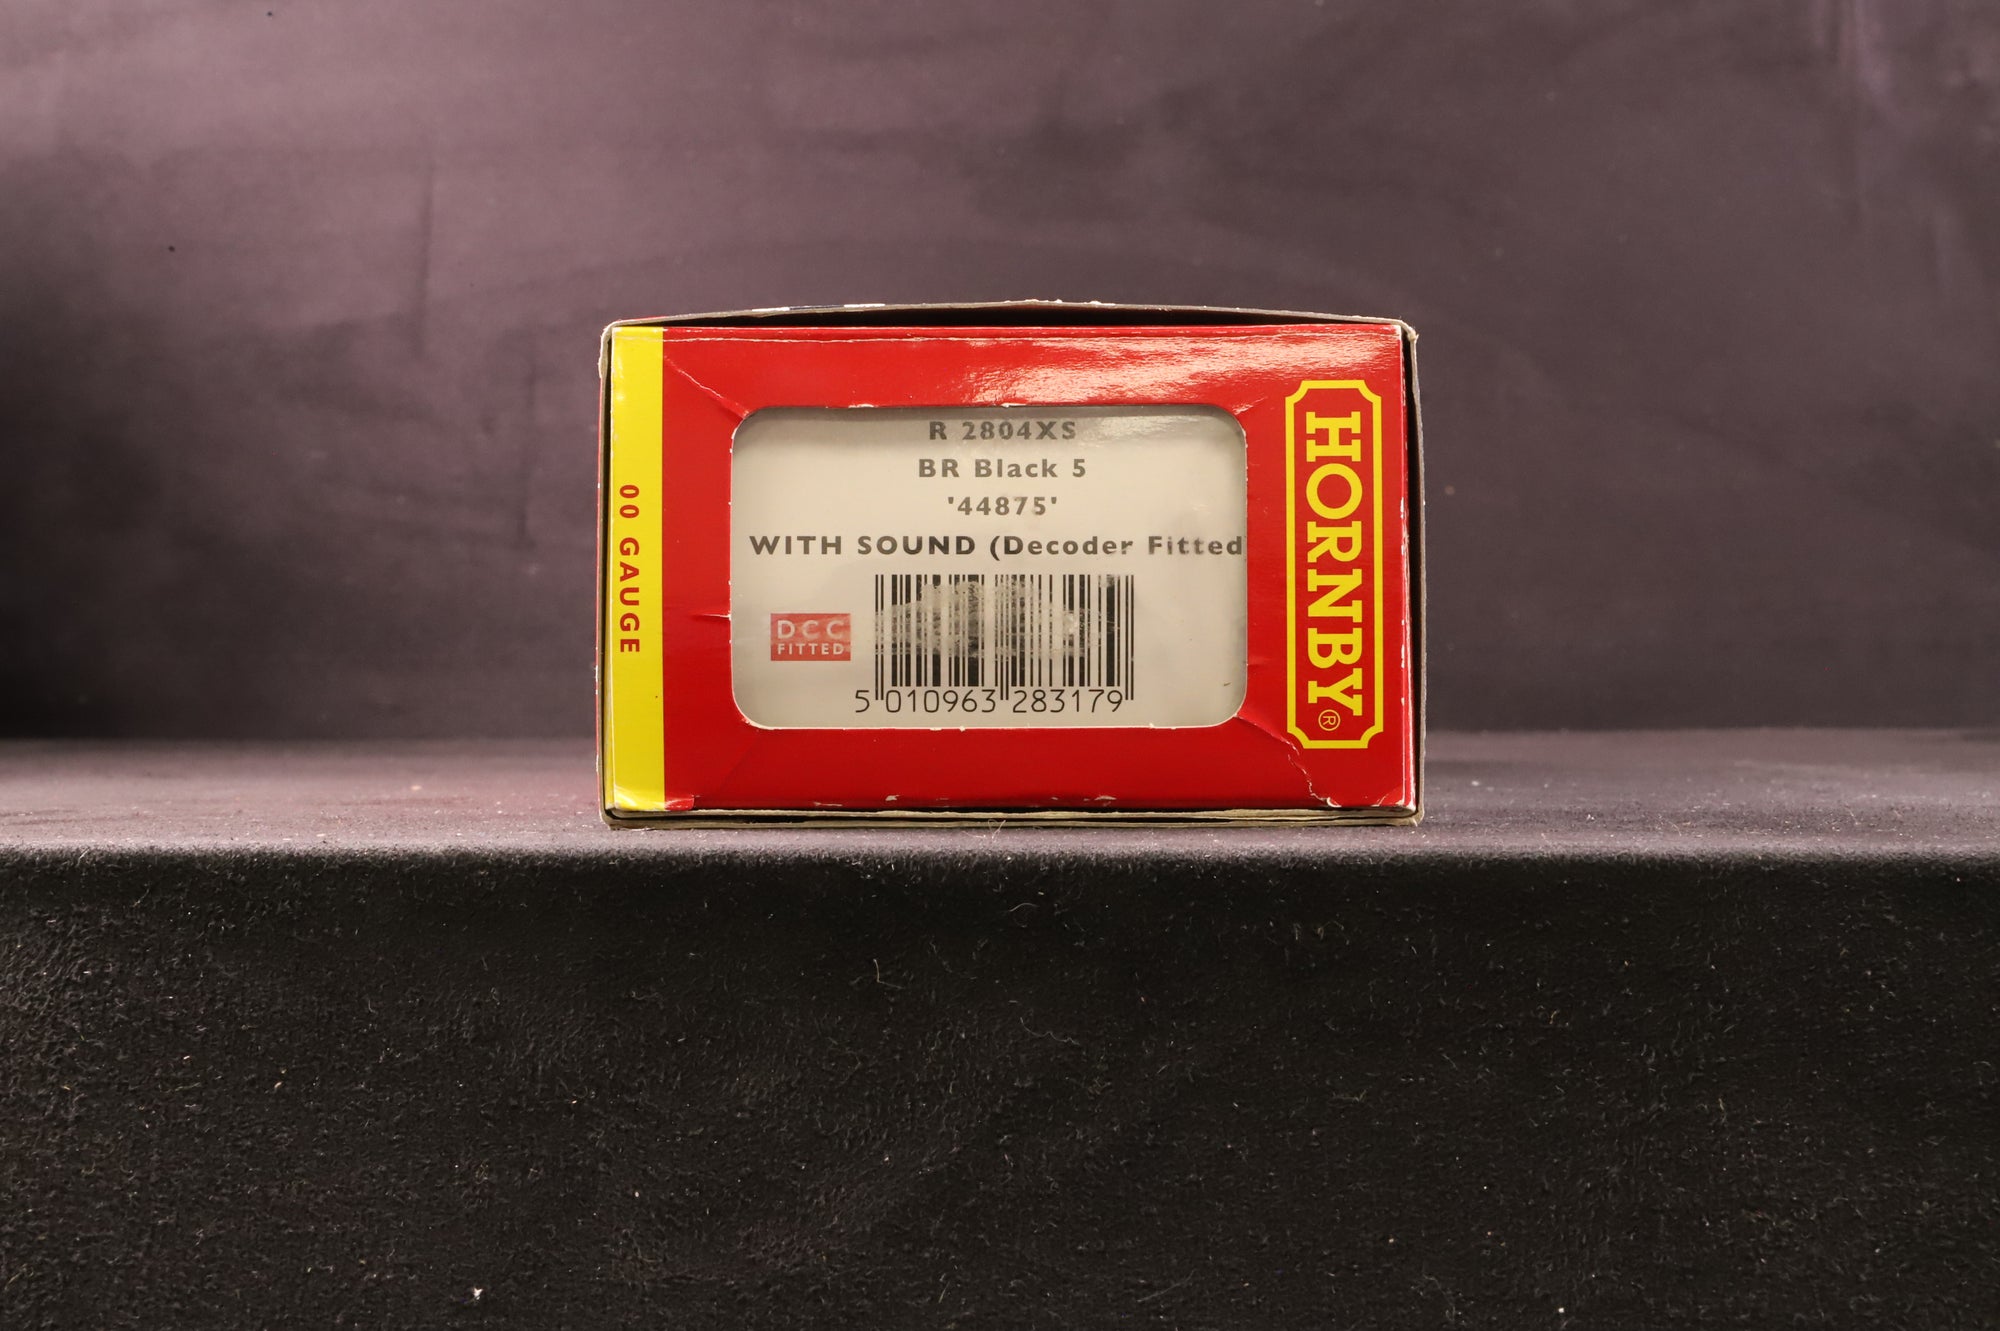 00 GAUGE
R 2804XS
BR Black 5
'44875'
WITH SOUND (Decoder Fitted
DCC
FITTED
5 010963 283179
HORNBY®